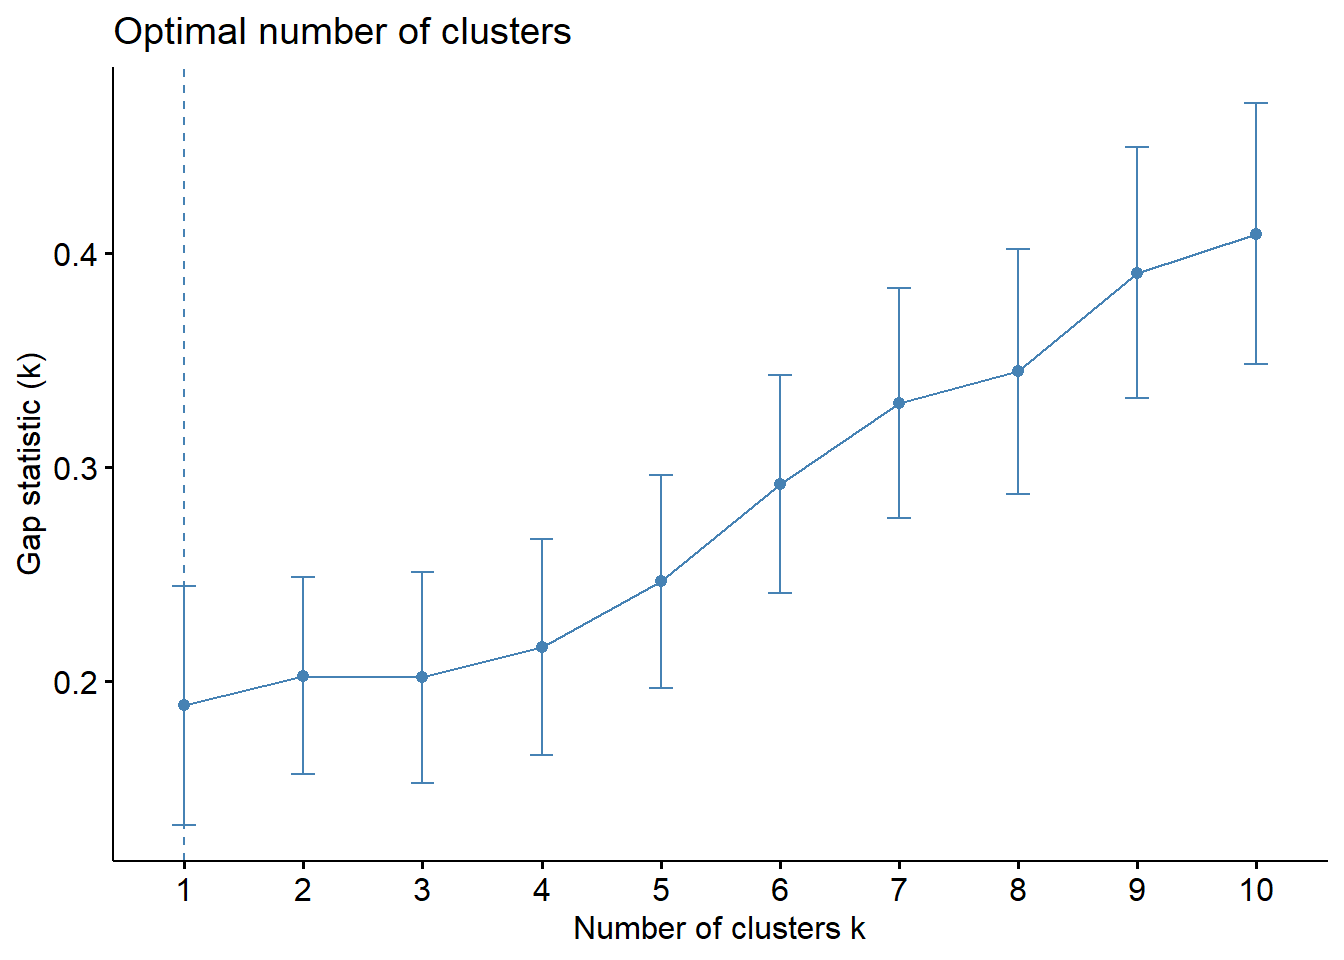 Optimal number of clusters
Gap statistic (k)
0.4
0.3
0.2
1 2 3 4 5 6 7 8 9 10
Number of clusters k